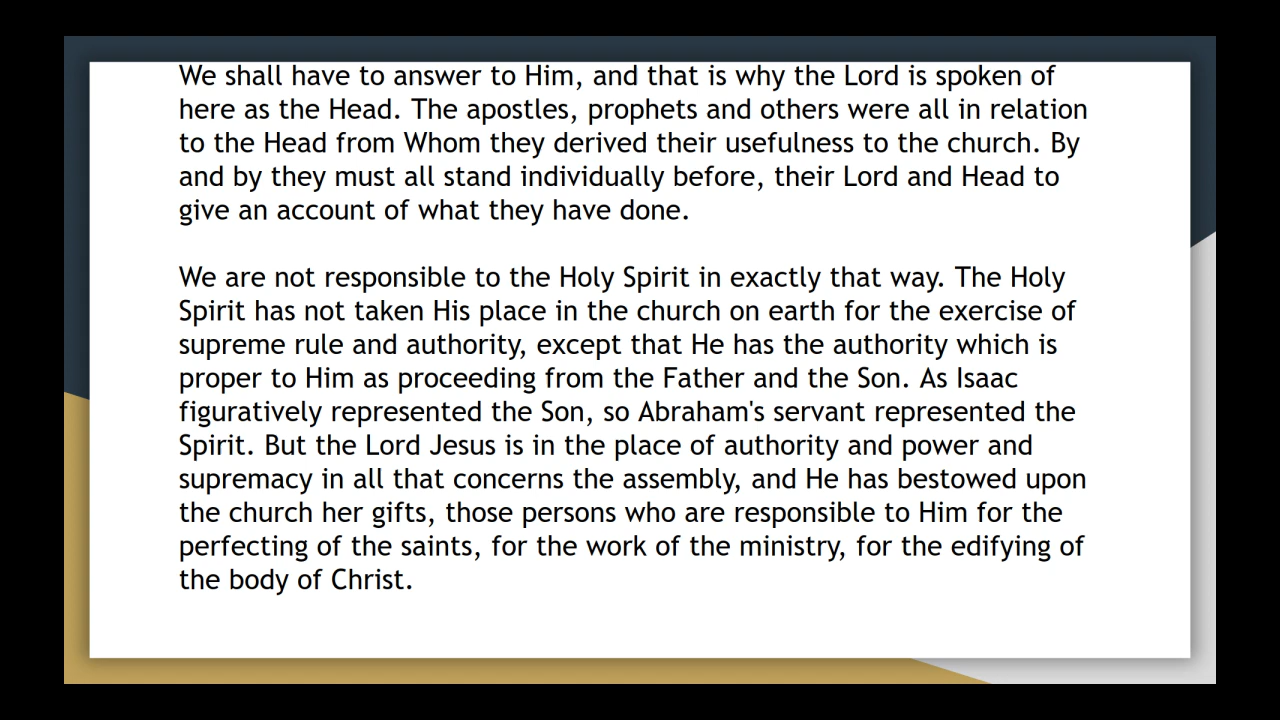 We shall have to answer to Him, and that is why the Lord is spoken of
here as the Head. The apostles, prophets and others were all in relation
to the Head from Whom they derived their usefulness to the church. By
and by they must all stand individually before, their Lord and Head to
give an account of what they have done.
We are not responsible to the Holy Spirit in exactly that way. The Holy
Spirit has not taken His place in the church on earth for the exercise of
supreme rule and authority, except that He has the authority which is
proper to Him as proceeding from the Father and the Son. As Isaac
figuratively represented the Son, so Abraham's servant represented the
Spirit. But the Lord Jesus is in the place of authority and power and
supremacy in all that concerns the assembly, and He has bestowed upon
the church her gifts, those persons who are responsible to Him for the
perfecting of the saints, for the work of the ministry, for the edifying of
the body of Christ.